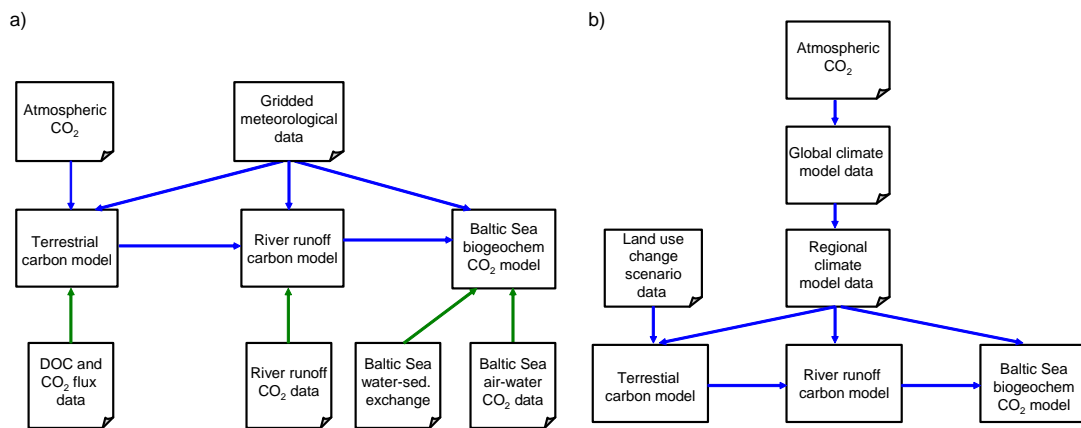 a)
Atmospheric
CO₂
Gridded
meteorological
data
Terrestrial
carbon model
River runoff
carbon model
Baltic Sea
biogeochem
CO₂ model
DOC and
CO₂ flux
data
River runoff
CO₂ data
Baltic Sea
water-sed.
exchange
Baltic Sea
air-water
CO₂ data
b)
Atmospheric
CO₂
Global climate
model data
Land use
change
scenario
data
Regional
climate
model data
Terrestial
carbon model
River runoff
carbon model
Baltic Sea
biogeochem
CO₂ model